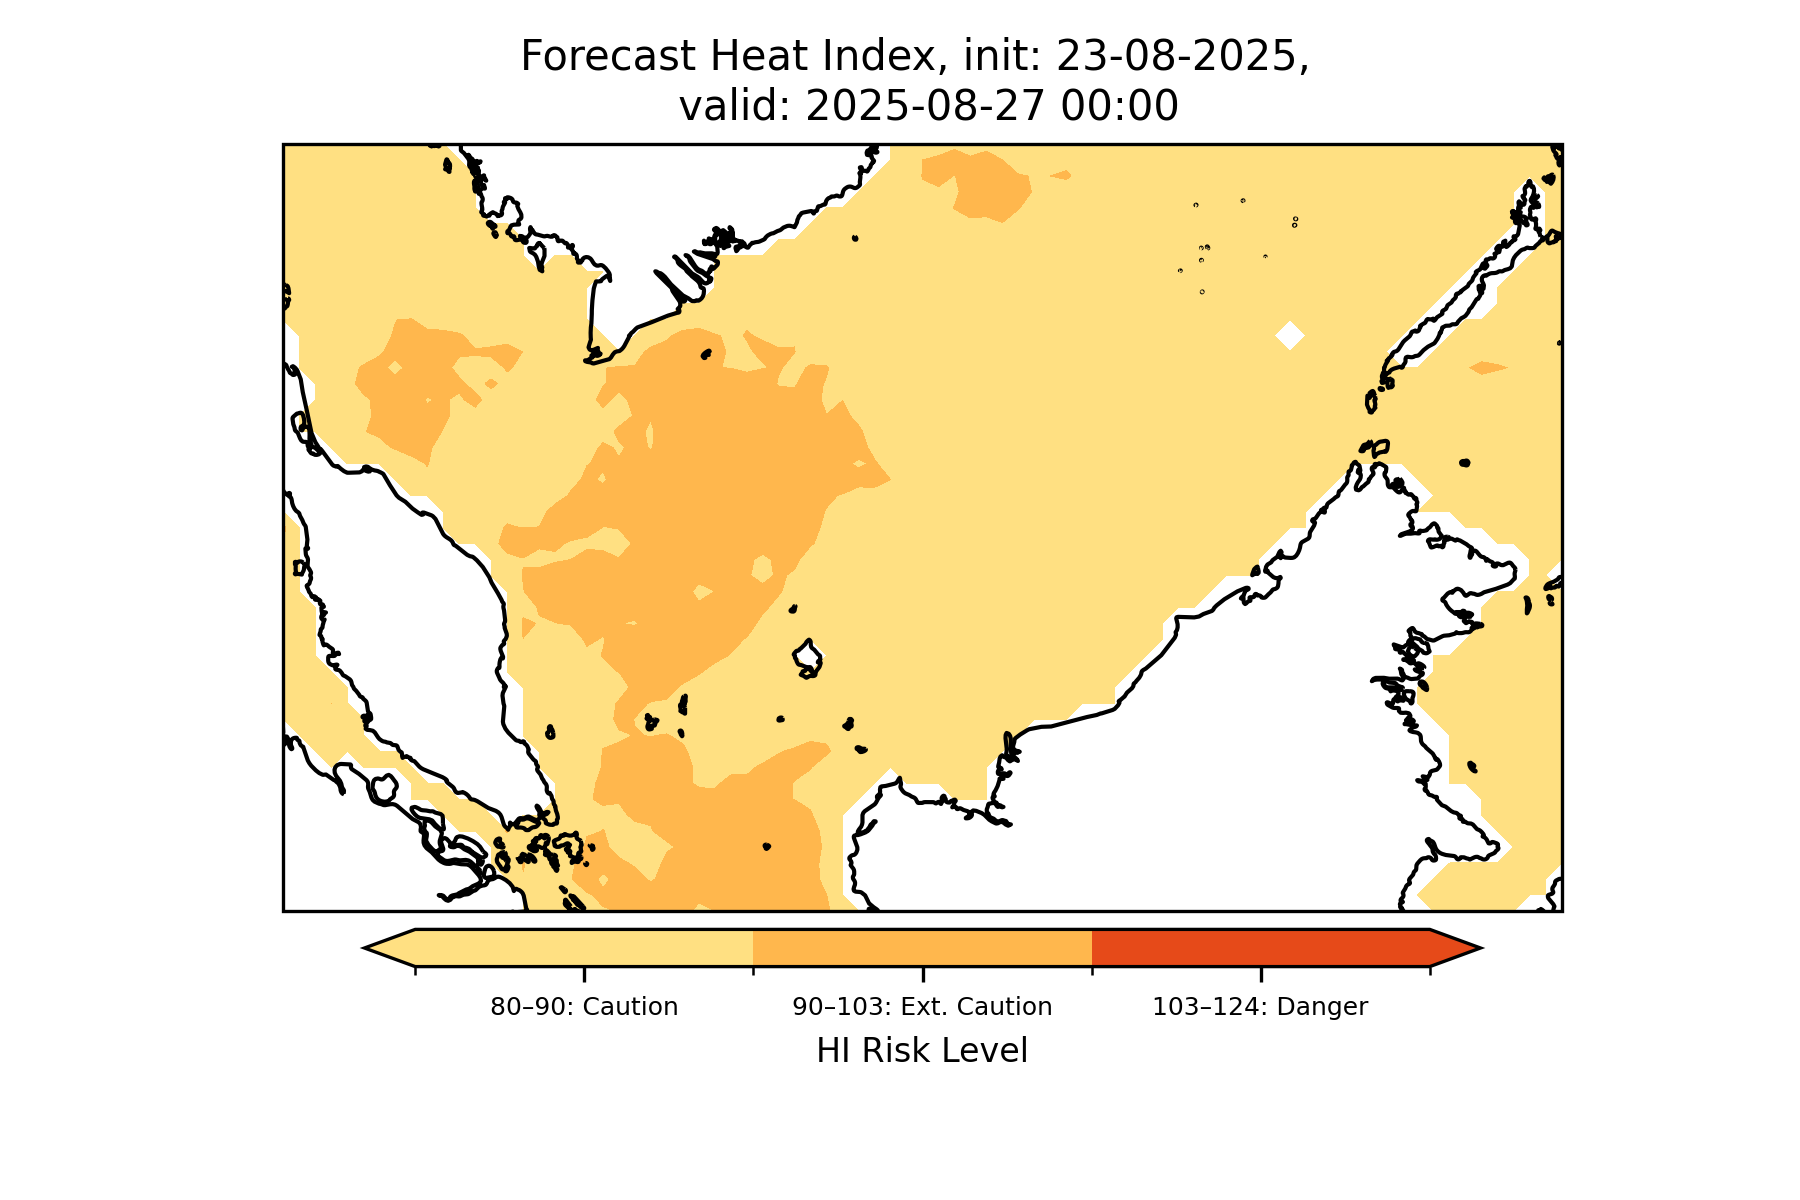 Forecast Heat Index, init: 23-08-2025,
valid: 2025-08-27 00:00
80–90: Caution
90–103: Ext. Caution
103–124: Danger
HI Risk Level